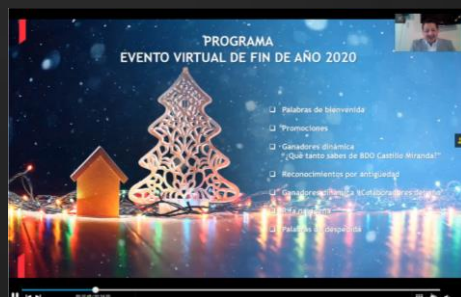 PROGRAMA
EVENTO VIRTUAL DE FIN DE AÑO 2020
Palabras de bienvenida
Promociones
Ganadores dinámica
"¿Qué tanto sabes de BDO Castillo Miranda?"
Reconocimientos por antigüedad
Ganadores dinámica
Palabras de despedida